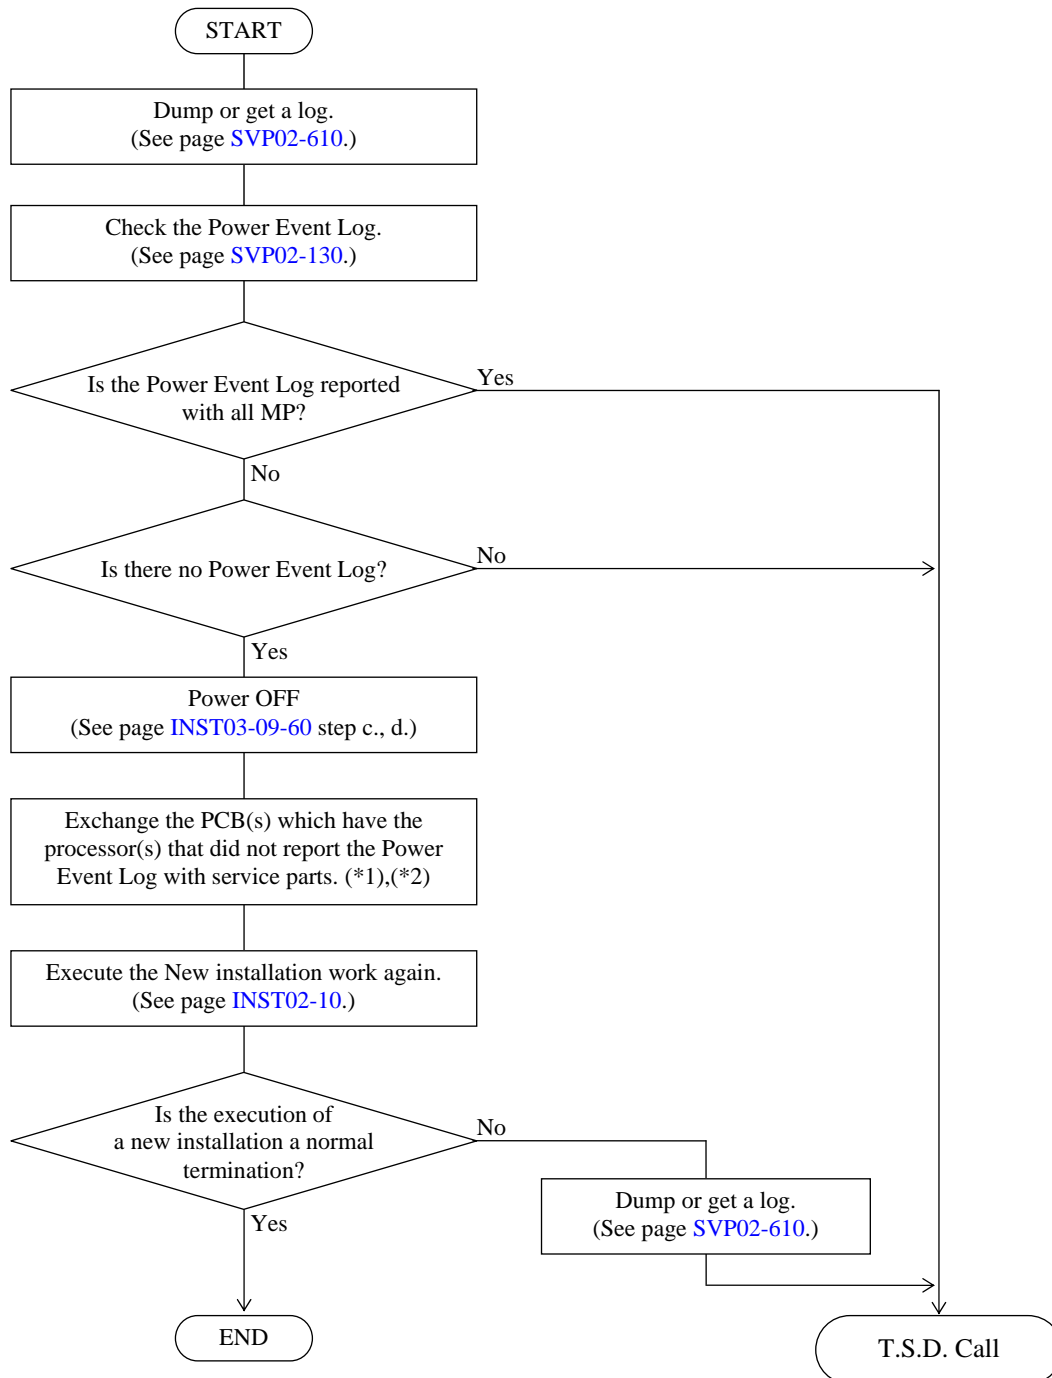 START
Dump or get a log.
(See page SVP02-610.)
Check the Power Event Log.
(See page SVP02-130.)
Is the Power Event Log reported
with all MP?
Yes
No
Is there no Power Event Log?
No
Yes
Power OFF
(See page INST03-09-60 step c., d.)
Exchange the PCB(s) which have the
processor(s) that did not report the Power
Event Log with service parts. (*1),(*2)
Execute the New installation work again.
(See page INST02-10.)
Is the execution of
a new installation a normal
termination?
No
Yes
Dump or get a log.
(See page SVP02-610.)
END
T.S.D. Call